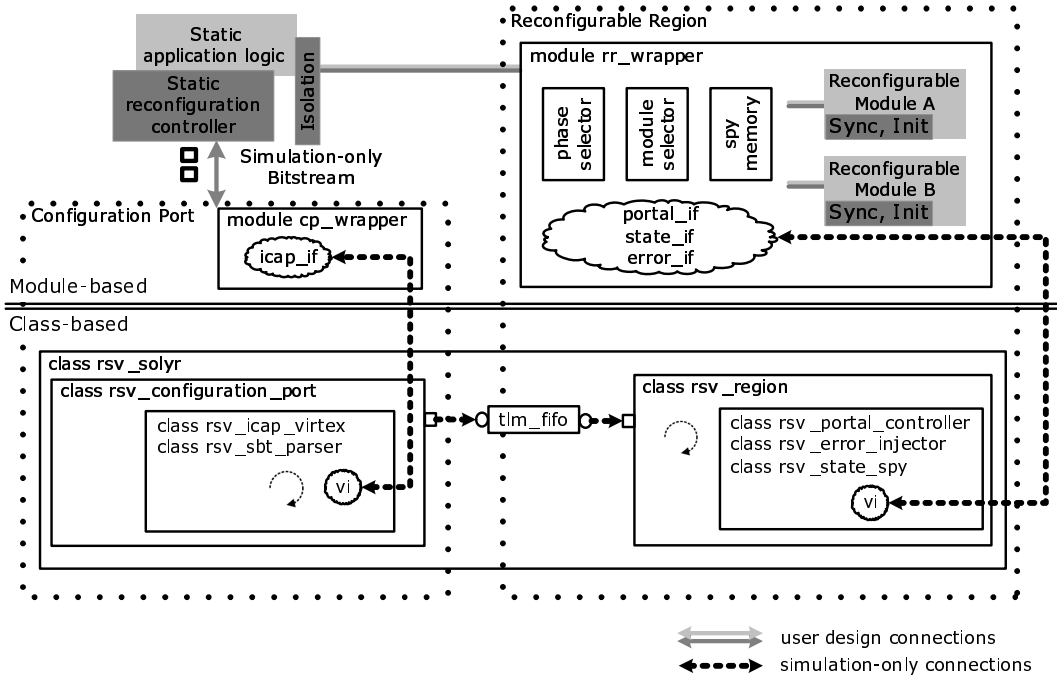 Static
application logic
Static
reconfiguration
controller
Isolation
Simulation-only
Bitstream
Configuration Port
module cp_wrapper
icap_if
Module-based
Reconfigurable Region
module rr_wrapper
phase
selector
module
selector
spy
memory
Reconfigurable
Module A
Sync, Init
Reconfigurable
Module B
Sync, Init
portal_if
state_if
error_if
Class-based
class rsv_solyr
class rsv_configuration_port
class rsv_icap_virtex
class rsv_sbt_parser
vi
tlm_fifo
class rsv_region
class rsv_portal_controller
class rsv_error_injector
class rsv_state_spy
vi
user design connections
simulation-only connections